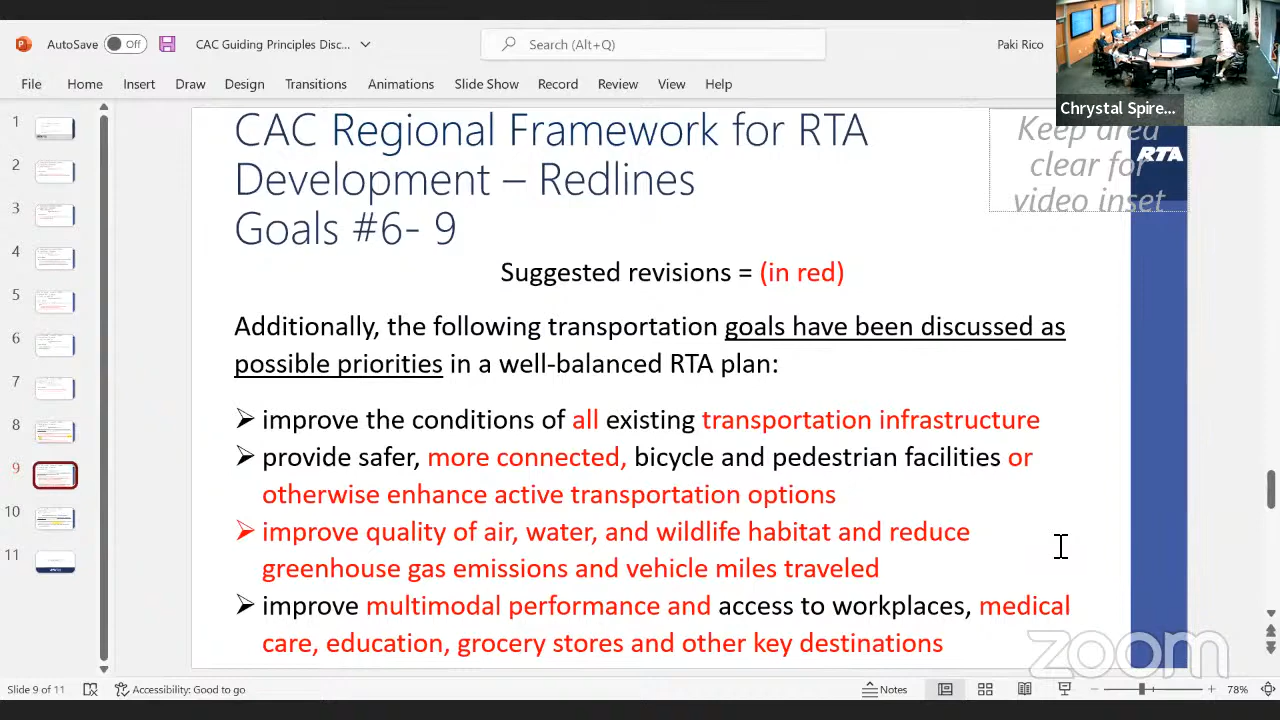 AutoSave Off CAC Guiding Principles Disc... Search (Alt+Q) Paki Rico
Chrystal Spire...
File Home Insert Draw Design Transitions Animations Slide Show Record Review View Help
CAC Regional Framework for RTA
Development – Redlines
Goals #6- 9
Keep area
clear for
video inset
RTA
Suggested revisions = (in red)
Additionally, the following transportation goals have been discussed as
possible priorities in a well-balanced RTA plan:
➢ improve the conditions of all existing transportation infrastructure
➢ provide safer, more connected, bicycle and pedestrian facilities or
otherwise enhance active transportation options
➢ improve quality of air, water, and wildlife habitat and reduce
greenhouse gas emissions and vehicle miles traveled
➢ improve multimodal performance and access to workplaces, medical
care, education, grocery stores and other key destinations
1
2
3
4
5
6
7
8
9
10
11
zoom
Slide 9 of 11 Accessibility: Good to go Notes 78%